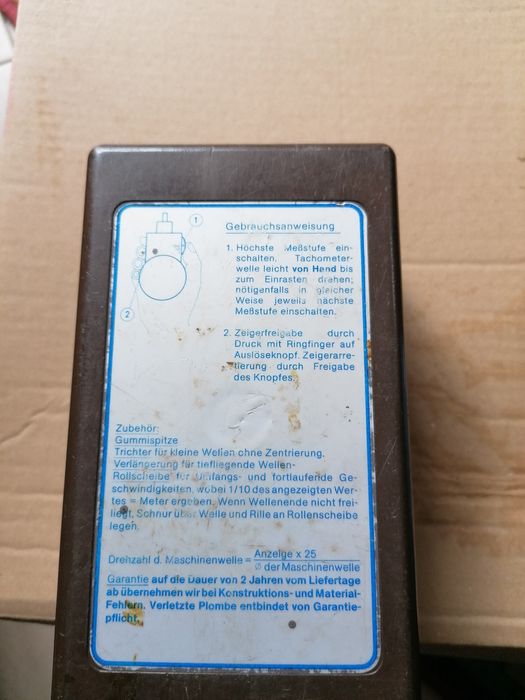 Gebrauchsanweisung
1
1. Höchste Meßstufe ein-
schalten. Tachometer-
welle leicht von Hand bis
zum Einrasten drehen;
nötigenfalls in gleicher
Weise jeweils nächste
Meßstufe einschalten.
2
2. Zeigerfreigabe durch
Druck mit Ringfinger auf
Auslöseknopf. Zeigerarre-
tierung durch Freigabe
des Knopfes.
Zubehör:
Gummispitze
Trichter für kleine Wellen ohne Zentrierung.
Verlängerung für tiefliegende Wellen-
Rollscheibe für Umfangs- und fortlaufende Ge-
schwindigkeiten, wobei 1/10 des angezeigten Wer-
tes = Meter ergeben. Wenn Wellenende nicht frei-
liegt, Schnur über Welle und Rille an Rollenscheibe
legen.
Drehzahl d. Maschinenwelle = Anzeige x 25
Ø der Maschinenwelle
Garantie auf die Dauer von 2 Jahren vom Liefertage
ab übernehmen wir bei Konstruktions- und Material-
Fehlern. Verletzte Plombe entbindet von Garantie-
pflicht.